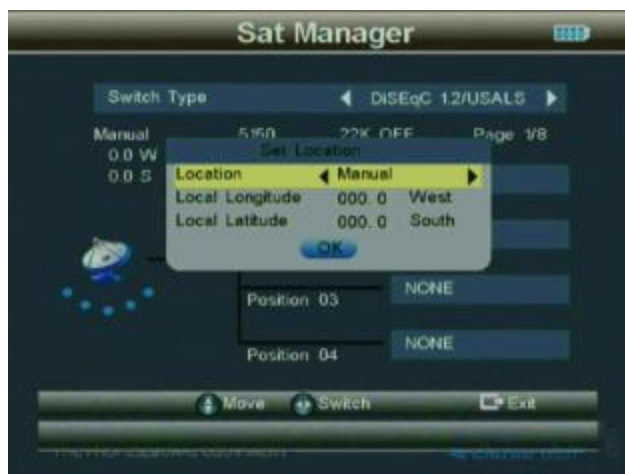 Sat Manager
Switch Type DiSEqC 1.2/USALS
Manual 5150 22K OFF Page 1/8
0.0 W
0.0 S
Set Location
Location Manual
Local Longitude 000.0 West
Local Latitude 000.0 South
OK
Position 03 NONE
Position 04 NONE
Move Switch Exit